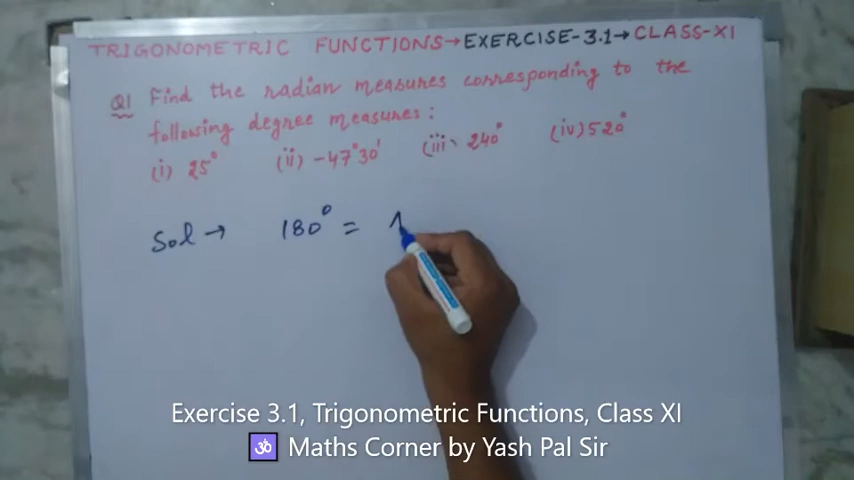 TRIGONOMETRIC FUNCTIONS→EXERCISE-3.1→CLASS-XI
Q1 Find the radian measures corresponding to the
following degree measures:
(i) 25° (ii) -47°30' (iii) 240° (iv) 520°
Sol → 180° =
Exercise 3.1, Trigonometric Functions, Class XI
🕉 Maths Corner by Yash Pal Sir